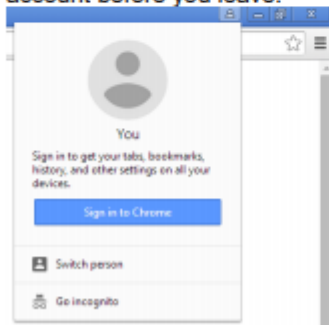 account before you leave.
You
Sign in to get your tabs, bookmarks,
history, and other settings on all your
devices.
Sign in to Chrome
Switch person
Go incognito